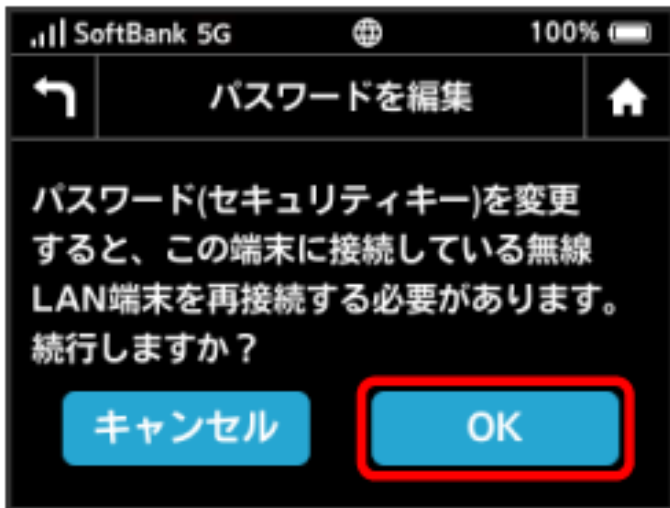 SoftBank 5G 100%
パスワードを編集
パスワード(セキュリティキー)を変更
すると、この端末に接続している無線
LAN端末を再接続する必要があります。
続行しますか？
キャンセル OK